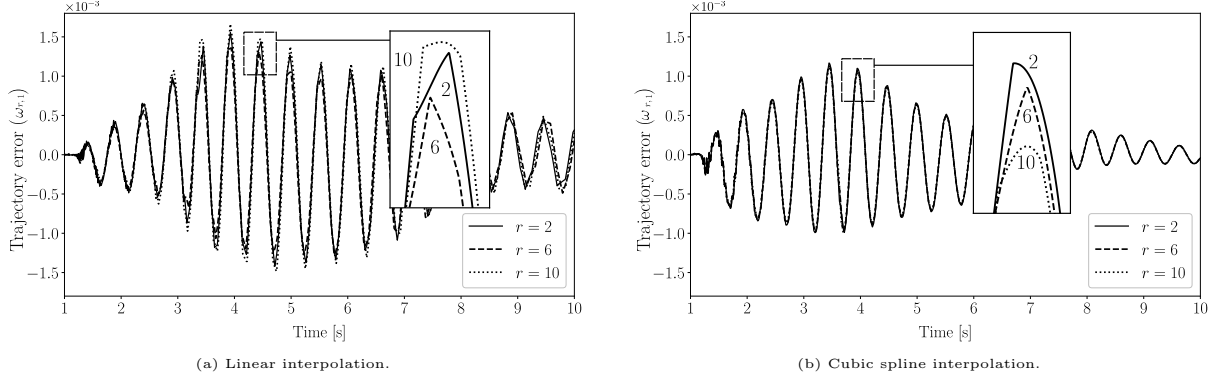 ×10⁻³
1.5
1.0
0.5
0.0
−0.5
−1.0
−1.5
Trajectory error (ωr,1)
10
2
6
r = 2
r = 6
r = 10
1 2 3 4 5 6 7 8 9 10
Time [s]
(a) Linear interpolation.
×10⁻³
1.5
1.0
0.5
0.0
−0.5
−1.0
−1.5
Trajectory error (ωr,1)
2
6
10
r = 2
r = 6
r = 10
1 2 3 4 5 6 7 8 9 10
Time [s]
(b) Cubic spline interpolation.